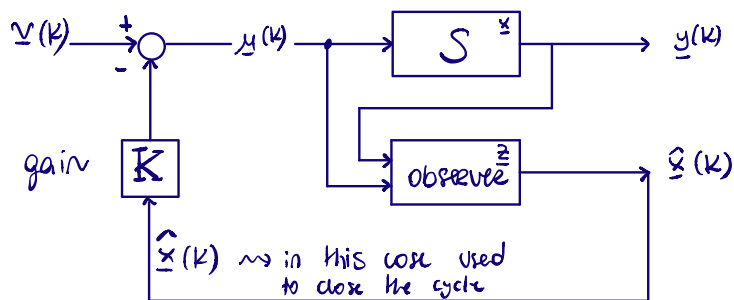 v(k) + - μ(k) S x y(k)
gain K observer z x̂(k)
x̂(k) ⇝ in this case used
to close the cycle